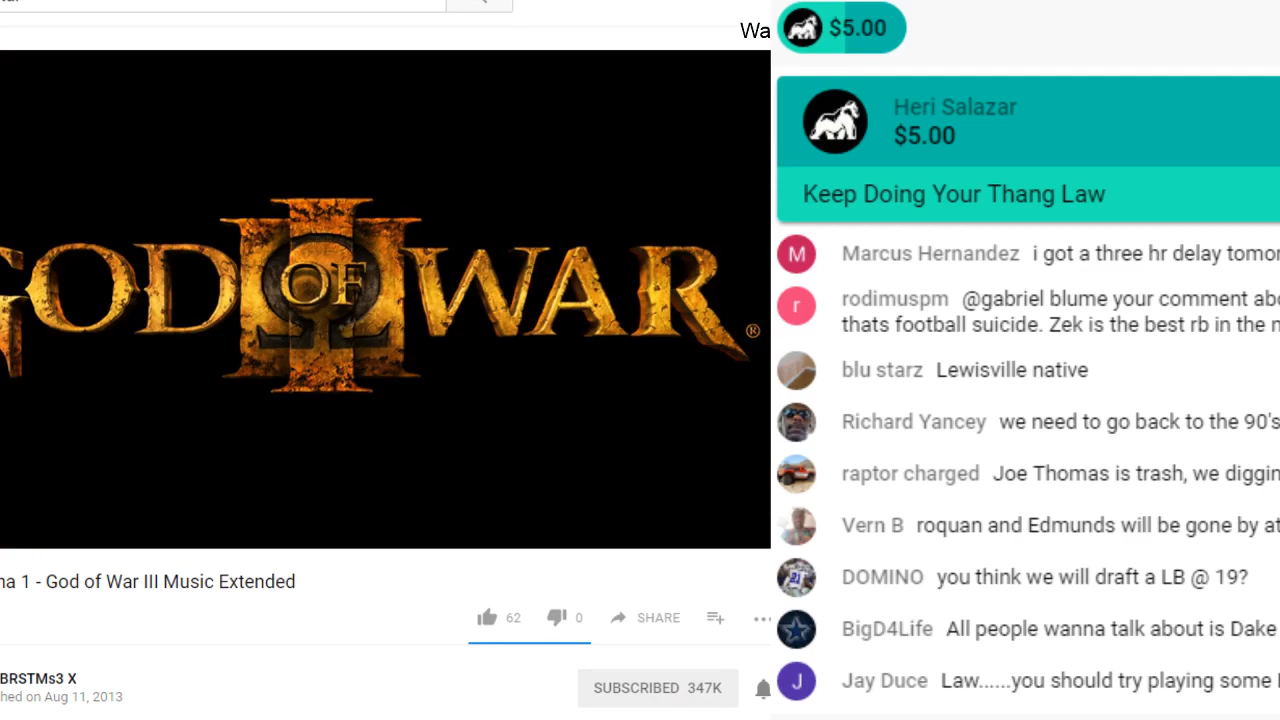 Wa
GOD OF WAR ®
na 1 - God of War III Music Extended
62 0 SHARE
BRSTMs3 X
hed on Aug 11, 2013
SUBSCRIBED 347K
$5.00
Heri Salazar
$5.00
Keep Doing Your Thang Law
M Marcus Hernandez i got a three hr delay tomor
r rodimuspm @gabriel blume your comment abo
thats football suicide. Zek is the best rb in the n
blu starz Lewisville native
Richard Yancey we need to go back to the 90's
raptor charged Joe Thomas is trash, we diggin
Vern B roquan and Edmunds will be gone by at
DOMINO you think we will draft a LB @ 19?
BigD4Life All people wanna talk about is Dake
J Jay Duce Law......you should try playing some